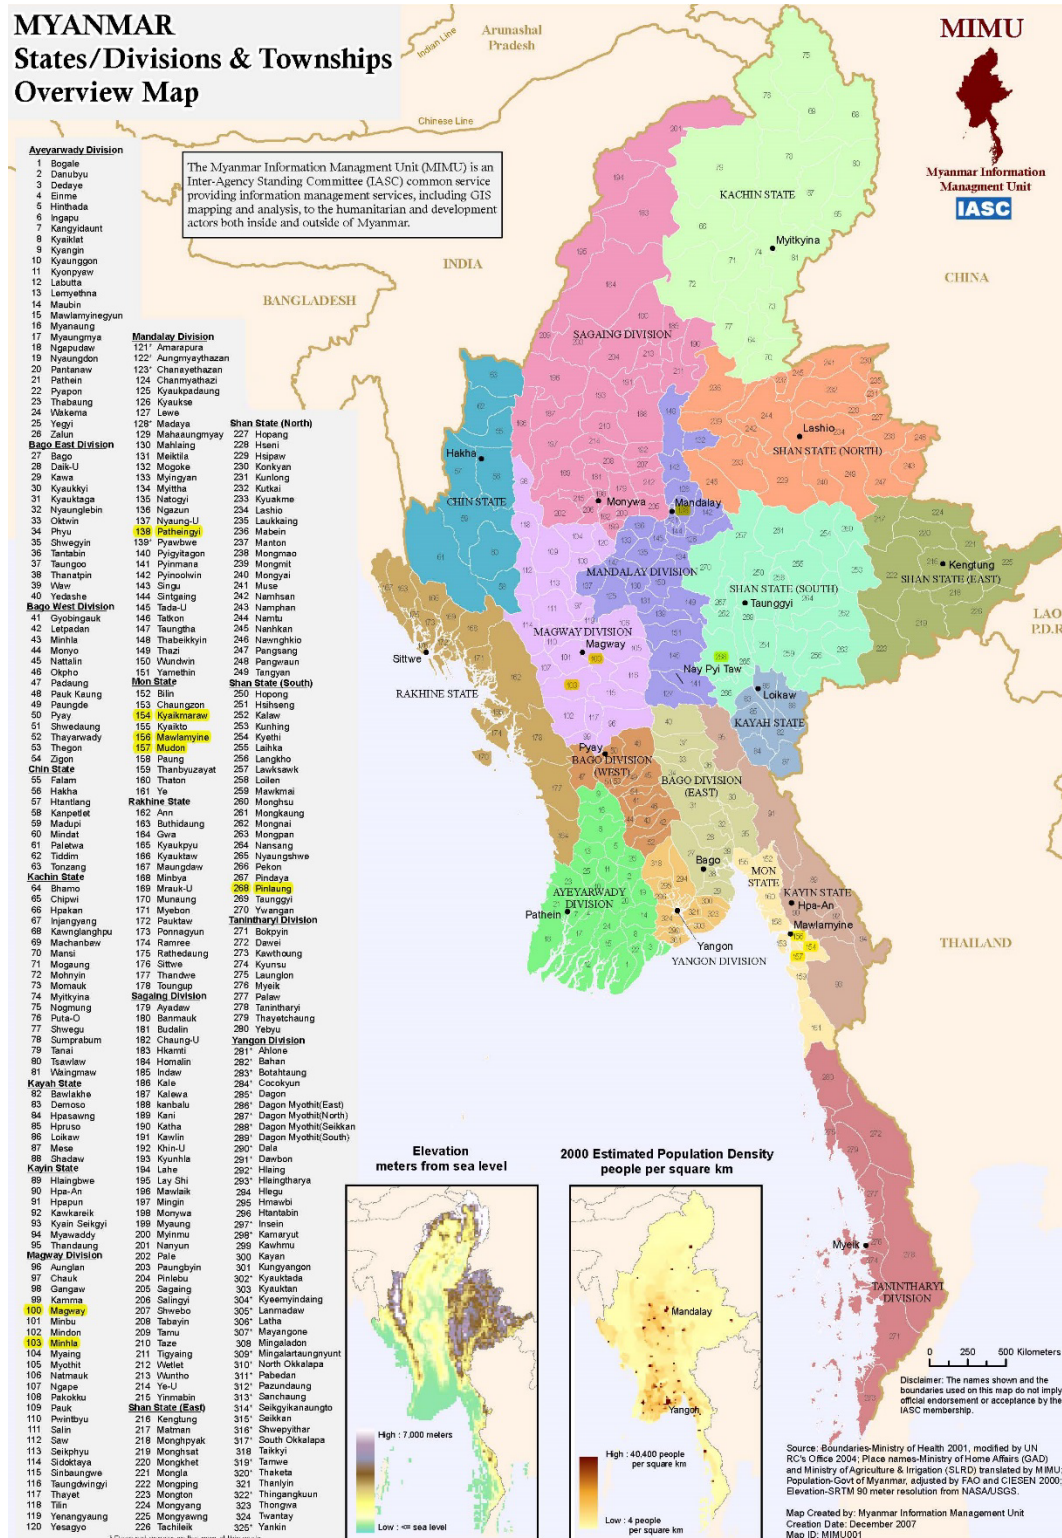 MYANMAR
States/Divisions & Townships
Overview Map
MIMU
Myanmar Information
Managment Unit
IASC
The Myanmar Information Managment Unit (MIMU) is an
Inter-Agency Standing Committee (IASC) common service
providing information management services, including GIS
mapping and analysis, to the humanitarian and development
actors both inside and outside of Myanmar.
Ayeyarwady Division
1 Bogale
2 Danubyu
3 Dedaye
4 Einme
5 Hinthada
6 Ingapu
7 Kangyidaunt
8 Kyaiklat
9 Kyangin
10 Kyaunggon
11 Kyonpyaw
12 Labutta
13 Lemyethna
14 Maubin
15 Mawlamyinegyun
16 Myanaung
17 Myaungmya
18 Ngapudaw
19 Nyaungdon
20 Pantanaw
21 Pathein
22 Pyapon
23 Thabaung
24 Wakema
25 Yegyi
26 Zalun
Bago East Division
27 Bago
28 Daik-U
29 Kawa
30 Kyaukkyi
31 Kyauktaga
32 Nyaunglebin
33 Oktwin
34 Phyu
35 Shwegyin
36 Tantabin
37 Taungoo
38 Thanatpin
39 Waw
40 Yedashe
Bago West Division
41 Gyobingauk
42 Letpadan
43 Minhla
44 Monyo
45 Nattalin
46 Okpho
47 Padaung
48 Pauk Kaung
49 Paungde
50 Pyay
51 Shwedaung
52 Thayarwady
53 Thegon
54 Zigon
Chin State
55 Falam
56 Hakha
57 Htantlang
58 Kanpetlet
59 Madupi
60 Mindat
61 Paletwa
62 Tiddim
63 Tonzang
Kachin State
64 Bhamo
65 Chipwi
66 Hpakan
67 Injangyang
68 Kawnglanghpu
69 Machanbaw
70 Mansi
71 Mogaung
72 Mohnyin
73 Momauk
74 Myitkyina
75 Nogmung
76 Puta-O
77 Shwegu
78 Sumprabum
79 Tanai
80 Tsawlaw
81 Waingmaw
Kayah State
82 Bawlakhe
83 Demoso
84 Hpasawng
85 Hpruso
86 Loikaw
87 Mese
88 Shadaw
Kayin State
89 Hlaingbwe
90 Hpa-An
91 Hpapun
92 Kawkareik
93 Kyain Seikgyi
94 Myawaddy
95 Thandaung
Magway Division
96 Aunglan
97 Chauk
98 Gangaw
99 Kamma
100 Magway
101 Minbu
102 Mindon
103 Minhla
104 Myaing
105 Myothit
106 Natmauk
107 Ngape
108 Pakokku
109 Pauk
110 Pwintbyu
111 Salin
112 Saw
113 Seikphyu
114 Sidoktaya
115 Sinbaungwe
116 Taungdwingyi
117 Thayet
118 Tilin
119 Yenangyaung
120 Yesagyo
Mandalay Division
121* Amarapura
122* Aungmyaythazan
123* Chanayethazan
124 Chanmyathazi
125 Kyaukpadaung
126 Kyaukse
127 Lewe
128* Madaya
129 Mahaaungmyay
130 Mahlaing
131 Meiktila
132 Mogoke
133 Myingyan
134 Myittha
135 Natogyi
136 Ngazun
137 Nyaung-U
138 Patheingyi
139* Pyawbwe
140 Pyigyitagon
141 Pyinmana
142 Pyinoolwin
143 Singu
144 Sintgaing
145 Tada-U
146 Tatkon
147 Taungtha
148 Thabeikkyin
149 Thazi
150 Wundwin
151 Yamethin
Mon State
152 Bilin
153 Chaungzon
154 Kyaikmaraw
155 Kyaikto
156 Mawlamyine
157 Mudon
158 Paung
159 Thanbyuzayat
160 Thaton
161 Ye
Rakhine State
162 Ann
163 Buthidaung
164 Gwa
165 Kyaukpyu
166 Kyauktaw
167 Maungdaw
168 Minbya
169 Mrauk-U
170 Munaung
171 Myebon
172 Pauktaw
173 Ponnagyun
174 Ramree
175 Rathedaung
176 Sittwe
177 Thandwe
178 Toungup
Sagaing Division
179 Ayadaw
180 Banmauk
181 Budalin
182 Chaung-U
183 Hkamti
184 Homalin
185 Indaw
186 Kale
187 Kalewa
188 kanbalu
189 Kani
190 Katha
191 Kawlin
192 Khin-U
193 Kyunhla
194 Lahe
195 Lay Shi
196 Mawlaik
197 Mingin
198 Monywa
199 Myaung
200 Myinmu
201 Nanyun
202 Pale
203 Paungbyin
204 Pinlebu
205 Sagaing
206 Salingyi
207 Shwebo
208 Tabayin
209 Tamu
210 Taze
211 Tigyaing
212 Wetlet
213 Wuntho
214 Ye-U
215 Yinmabin
Shan State (East)
216 Kengtung
217 Matman
218 Monghpyak
219 Monghsat
220 Mongkhet
221 Mongla
222 Mongping
223 Mongton
224 Mongyang
225 Mongyawng
226 Tachileik
Shan State (North)
227 Hopang
228 Hseni
229 Hsipaw
230 Konkyan
231 Kunlong
232 Kutkai
233 Kyuakme
234 Lashio
235 Laukkaing
236 Mabein
237 Manton
238 Mongmao
239 Mongmit
240 Mongyai
241 Muse
242 Namhsan
243 Namphan
244 Namtu
245 Nanhkan
246 Nawnghkio
247 Pangsang
248 Pangwaun
249 Tangyan
Shan State (South)
250 Hopong
251 Hsihseng
252 Kalaw
253 Kunhing
254 Kyethi
255 Laihka
256 Langkho
257 Lawksawk
258 Loilen
259 Mawkmai
260 Monghsu
261 Mongkaung
262 Mongnai
263 Mongpan
264 Nansang
265 Nyaungshwe
266 Pekon
267 Pindaya
268 Pinlaung
269 Taunggyi
270 Ywangan
Tanintharyi Division
271 Bokpyin
272 Dawei
273 Kawthoung
274 Kyunsu
275 Launglon
276 Myeik
277 Palaw
278 Tanintharyi
279 Thayetchaung
280 Yebyu
Yangon Division
281* Ahlone
282* Bahan
283* Botahtaung
284* Cocokyun
285* Dagon
286* Dagon Myothit(East)
287* Dagon Myothit(North)
288* Dagon Myothit(Seikkan)
289* Dagon Myothit(South)
290* Dala
291* Dawbon
292* Hlaing
293* Hlaingtharya
294 Hlegu
295 Hmawbi
296 Htantabin
297* Insein
298* Kamaryut
299 Kawhmu
300 Kayan
301 Kungyangon
302* Kyauktada
303 Kyauktan
304* Kyeemyindaing
305* Lanmadaw
306* Latha
307* Mayangone
308 Mingaladon
309* Mingalartaungnyunt
310* North Okkalapa
311* Pabedan
312* Pazundaung
313* Sanchaung
314* Seikgyikanaungto
315* Seikkan
316* Shwepyithar
317* South Okkalapa
318 Taikkyi
319* Tamwe
320* Thaketa
321 Thanlyin
322* Thingangkuun
323 Thongwa
324 Twantay
325* Yankin
Arunashal
Pradesh
Indian Line
Chinese Line
INDIA
BANGLADESH
CHINA
LAO
P.D.R
THAILAND
KACHIN STATE
Myitkyina
SAGAING DIVISION
Lashio
SHAN STATE (NORTH)
Hakha
CHIN STATE
Monywa
Mandalay
MANDALAY DIVISION
Kengtung
SHAN STATE (EAST)
SHAN STATE (SOUTH)
Taunggyi
MAGWAY DIVISION
Magway
Sittwe
RAKHINE STATE
Nay Pyi Taw
Loikaw
KAYAH STATE
Pyay
BAGO DIVISION
(WEST)
BAGO DIVISION
(EAST)
Bago
MON
STATE
KAYIN STATE
Hpa-An
AYEYARWADY
DIVISION
Pathein
Mawlamyine
Yangon
YANGON DIVISION
Myeik
TANINTHARYI
DIVISION
Elevation
meters from sea level
High : 7,000 meters
Low : <= sea level
2000 Estimated Population Density
people per square km
Mandalay
Yangon
High : 40,400 people
per square km
Low : 4 people
per square km
0 250 500 Kilometers
Disclaimer: The names shown and the
boundaries used on this map do not imply
official endorsement or acceptance by the
IASC membership.
Source: Boundaries-Ministry of Health 2001, modified by UN
RC's Office 2004; Place names-Ministry of Home Affairs (GAD)
and Ministry of Agriculture & Irrigation (SLRD) translated by MIMU;
Population-Govt of Myanmar, adjusted by FAO and CIESEN 2000;
Elevation-SRTM 90 meter resolution from NASA/USGS.
Map Created by: Myanmar Information Management Unit
Creation Date: December 2007
Map ID: MIMU001